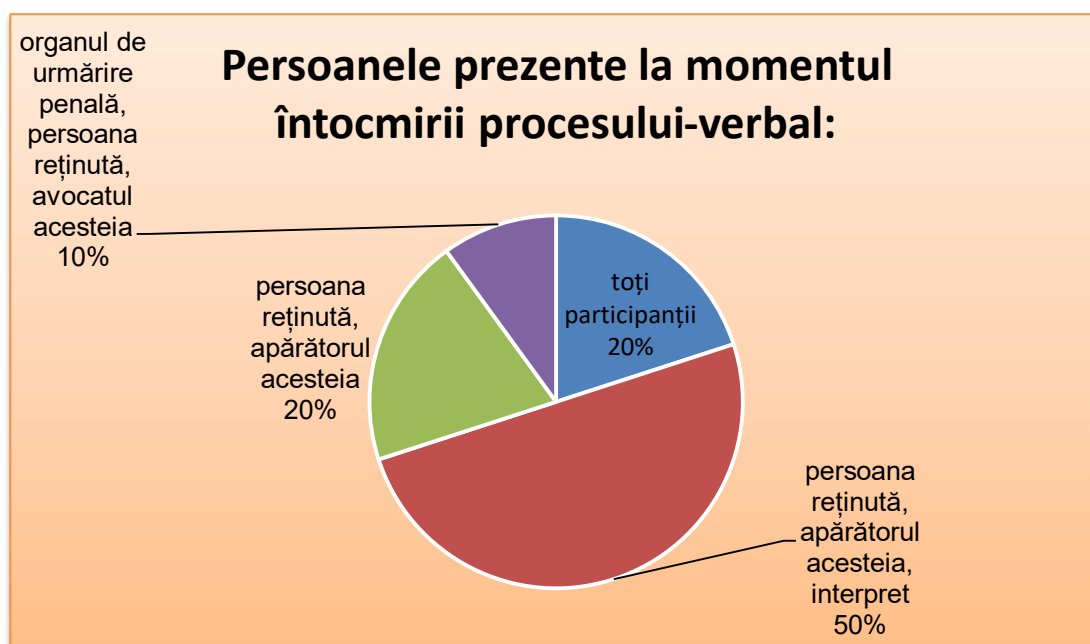 Persoanele prezente la momentul
întocmirii procesului-verbal:
organul de
urmărire
penală,
persoana
reținută,
avocatul
acesteia
10%
persoana
reținută,
apărătorul
acesteia
20%
toți
participanții
20%
persoana
reținută,
apărătorul
acesteia,
interpret
50%